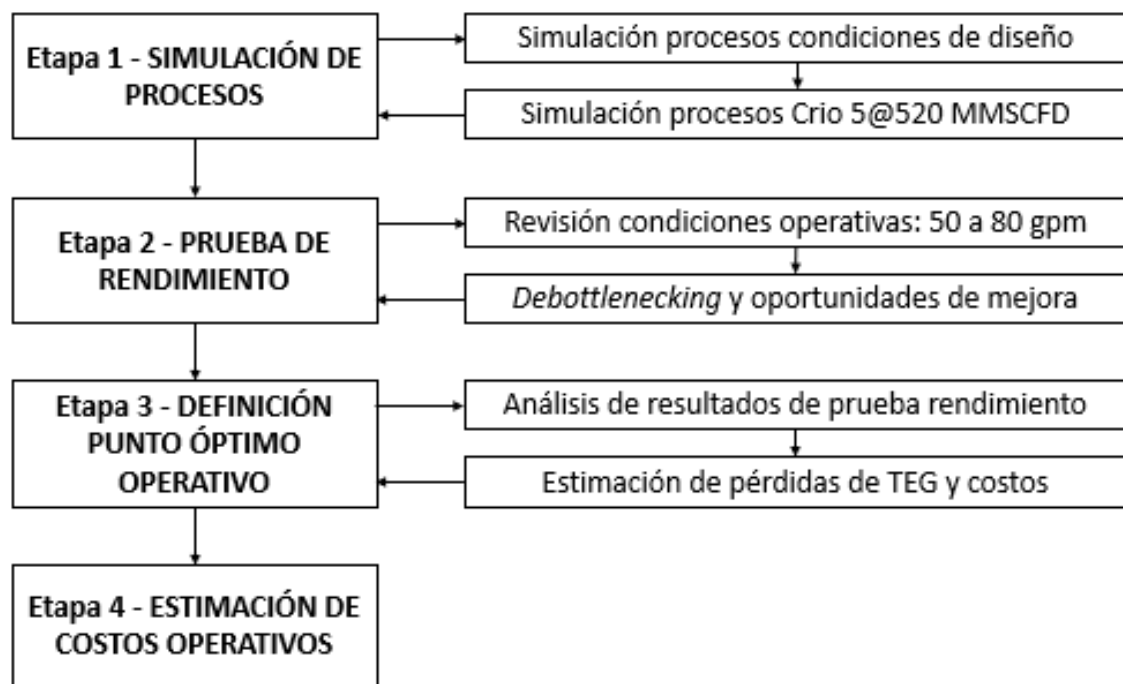 Etapa 1 - SIMULACIÓN DE
PROCESOS
Simulación procesos condiciones de diseño
Simulación procesos Crio 5@520 MMSCFD
Etapa 2 - PRUEBA DE
RENDIMIENTO
Revisión condiciones operativas: 50 a 80 gpm
Debottlenecking y oportunidades de mejora
Etapa 3 - DEFINICIÓN
PUNTO ÓPTIMO
OPERATIVO
Análisis de resultados de prueba rendimiento
Estimación de pérdidas de TEG y costos
Etapa 4 - ESTIMACIÓN DE
COSTOS OPERATIVOS